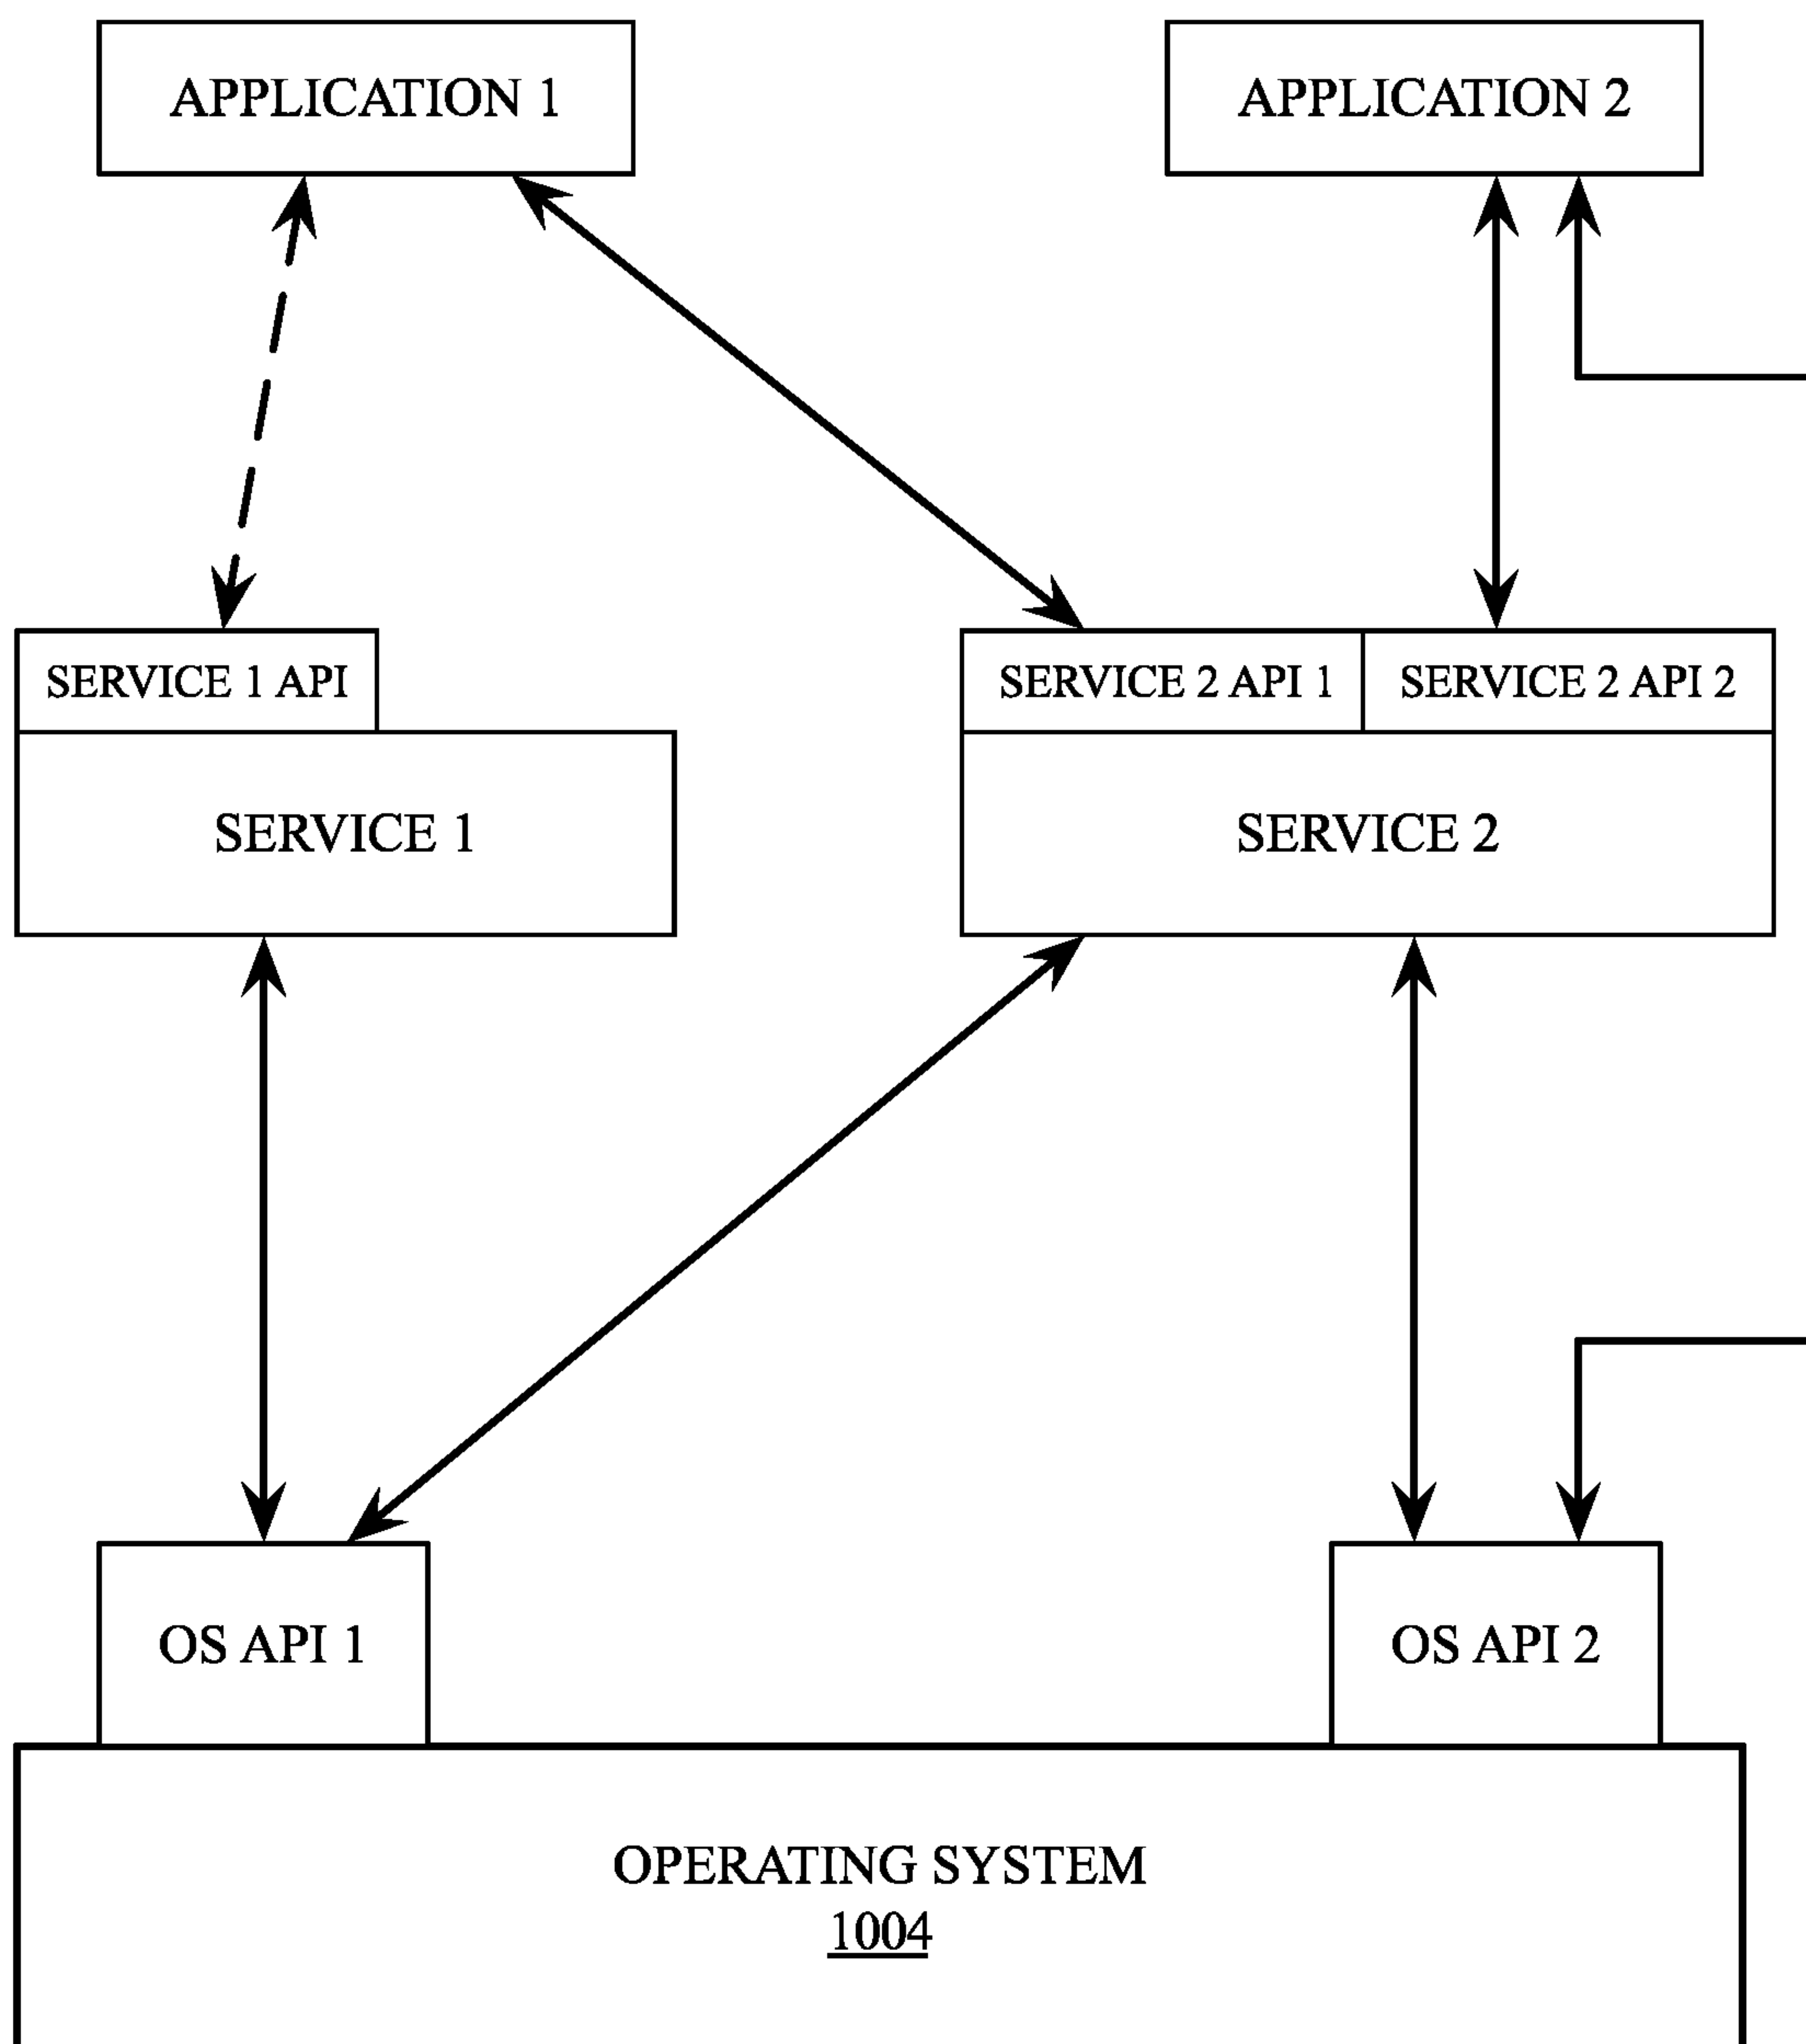 APPLICATION 1
APPLICATION 2
SERVICE 1 API
SERVICE 2 API 1
SERVICE 2 API 2
SERVICE 1
SERVICE 2
OS API 1
OS API 2
OPERATING SYSTEM
1004